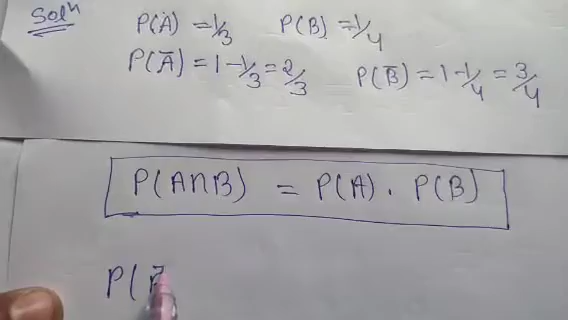 Solⁿ
P(A) = 1/3 P(B) = 1/4
P(A̅) = 1 - 1/3 = 2/3 P(B̅) = 1 - 1/4 = 3/4
P(A∩B) = P(A) . P(B)
P(